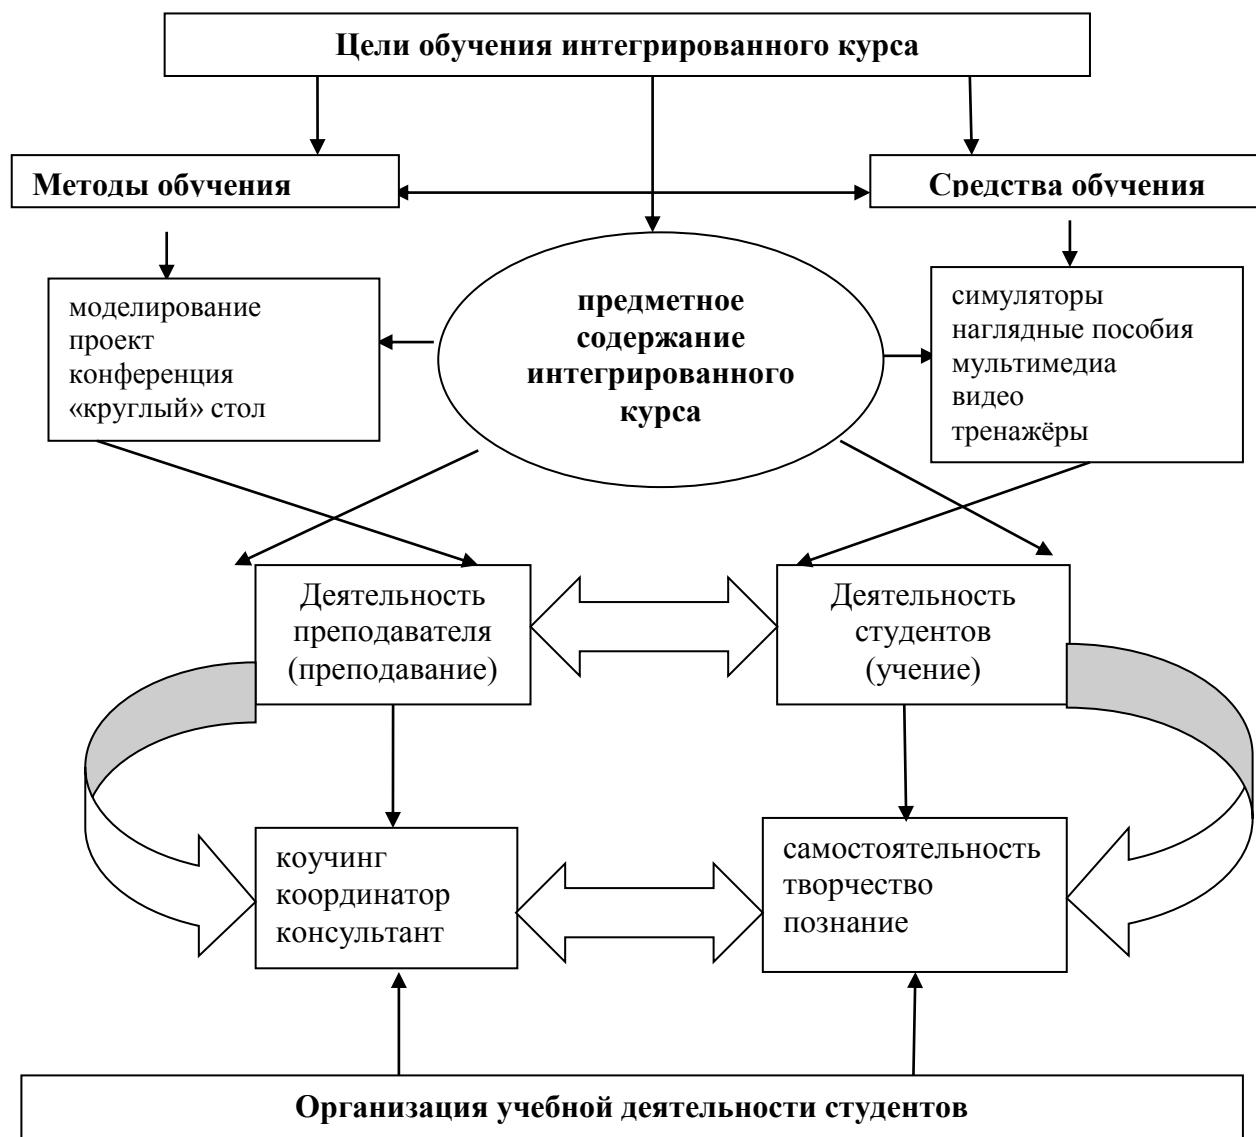 Цели обучения интегрированного курса
Методы обучения
Средства обучения
моделирование
проект
конференция
«круглый» стол
предметное
содержание
интегрированного
курса
симуляторы
наглядные пособия
мультимедиа
видео
тренажёры
Деятельность
преподавателя
(преподавание)
Деятельность
студентов
(учение)
коучинг
координатор
консультант
самостоятельность
творчество
познание
Организация учебной деятельности студентов